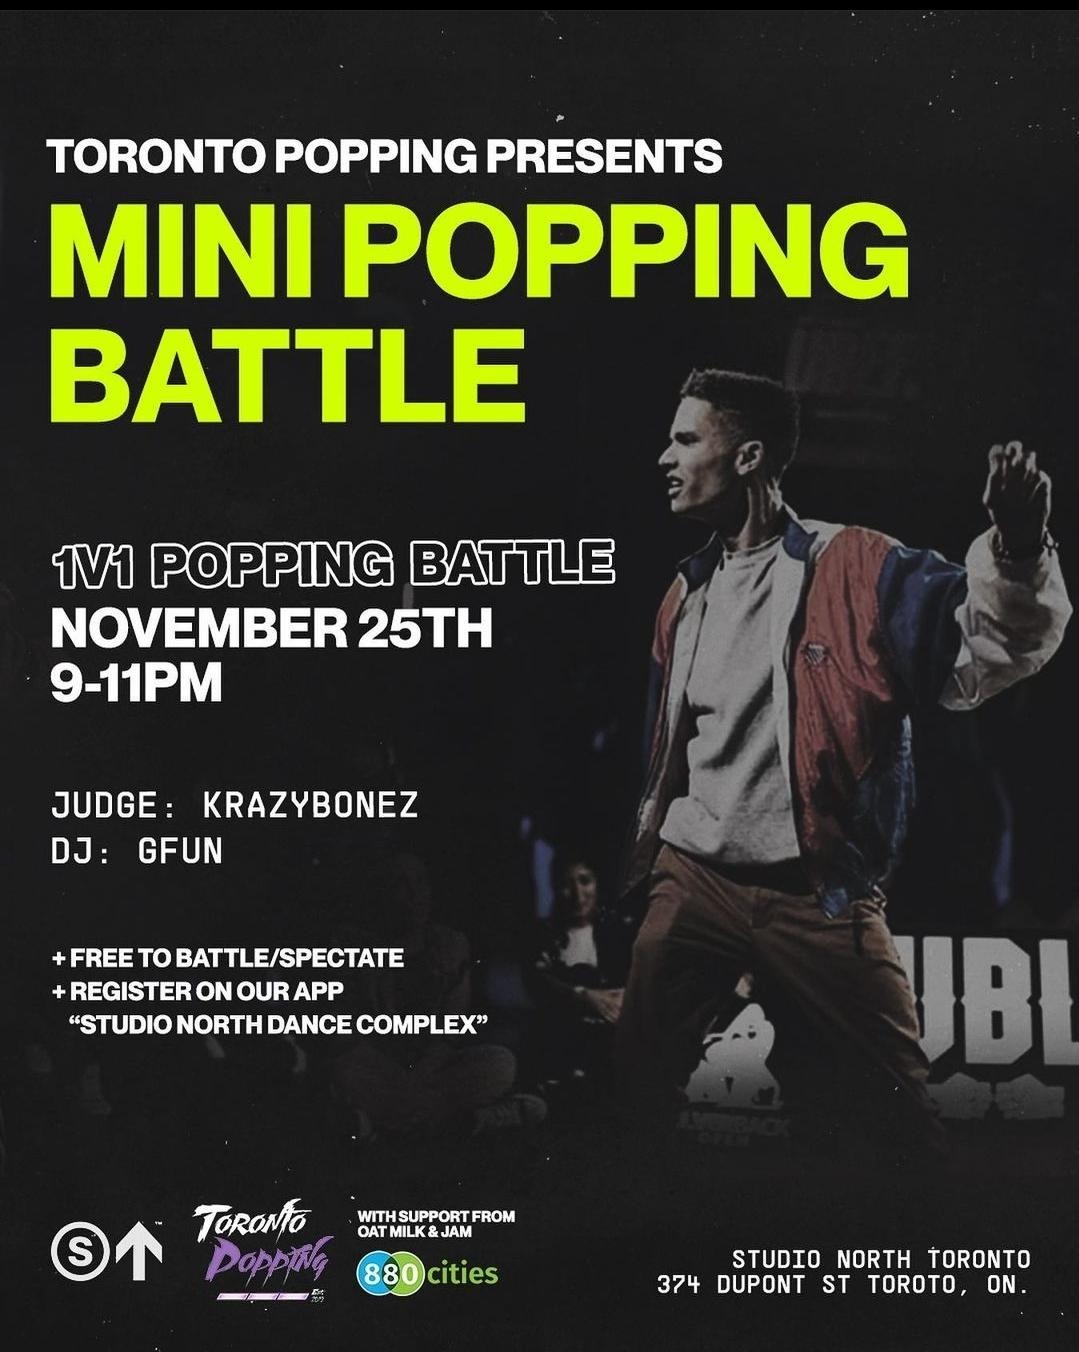 TORONTO POPPING PRESENTS
MINI POPPING
BATTLE
1V1 POPPING BATTLE
NOVEMBER 25TH
9-11PM
JUDGE: KRAZYBONEZ
DJ: GFUN
+ FREE TO BATTLE/SPECTATE
+ REGISTER ON OUR APP
“STUDIO NORTH DANCE COMPLEX”
S
TORONTO
POPPING
WITH SUPPORT FROM
OAT MILK & JAM
880 cities
STUDIO NORTH TORONTO
374 DUPONT ST TOROTO, ON.